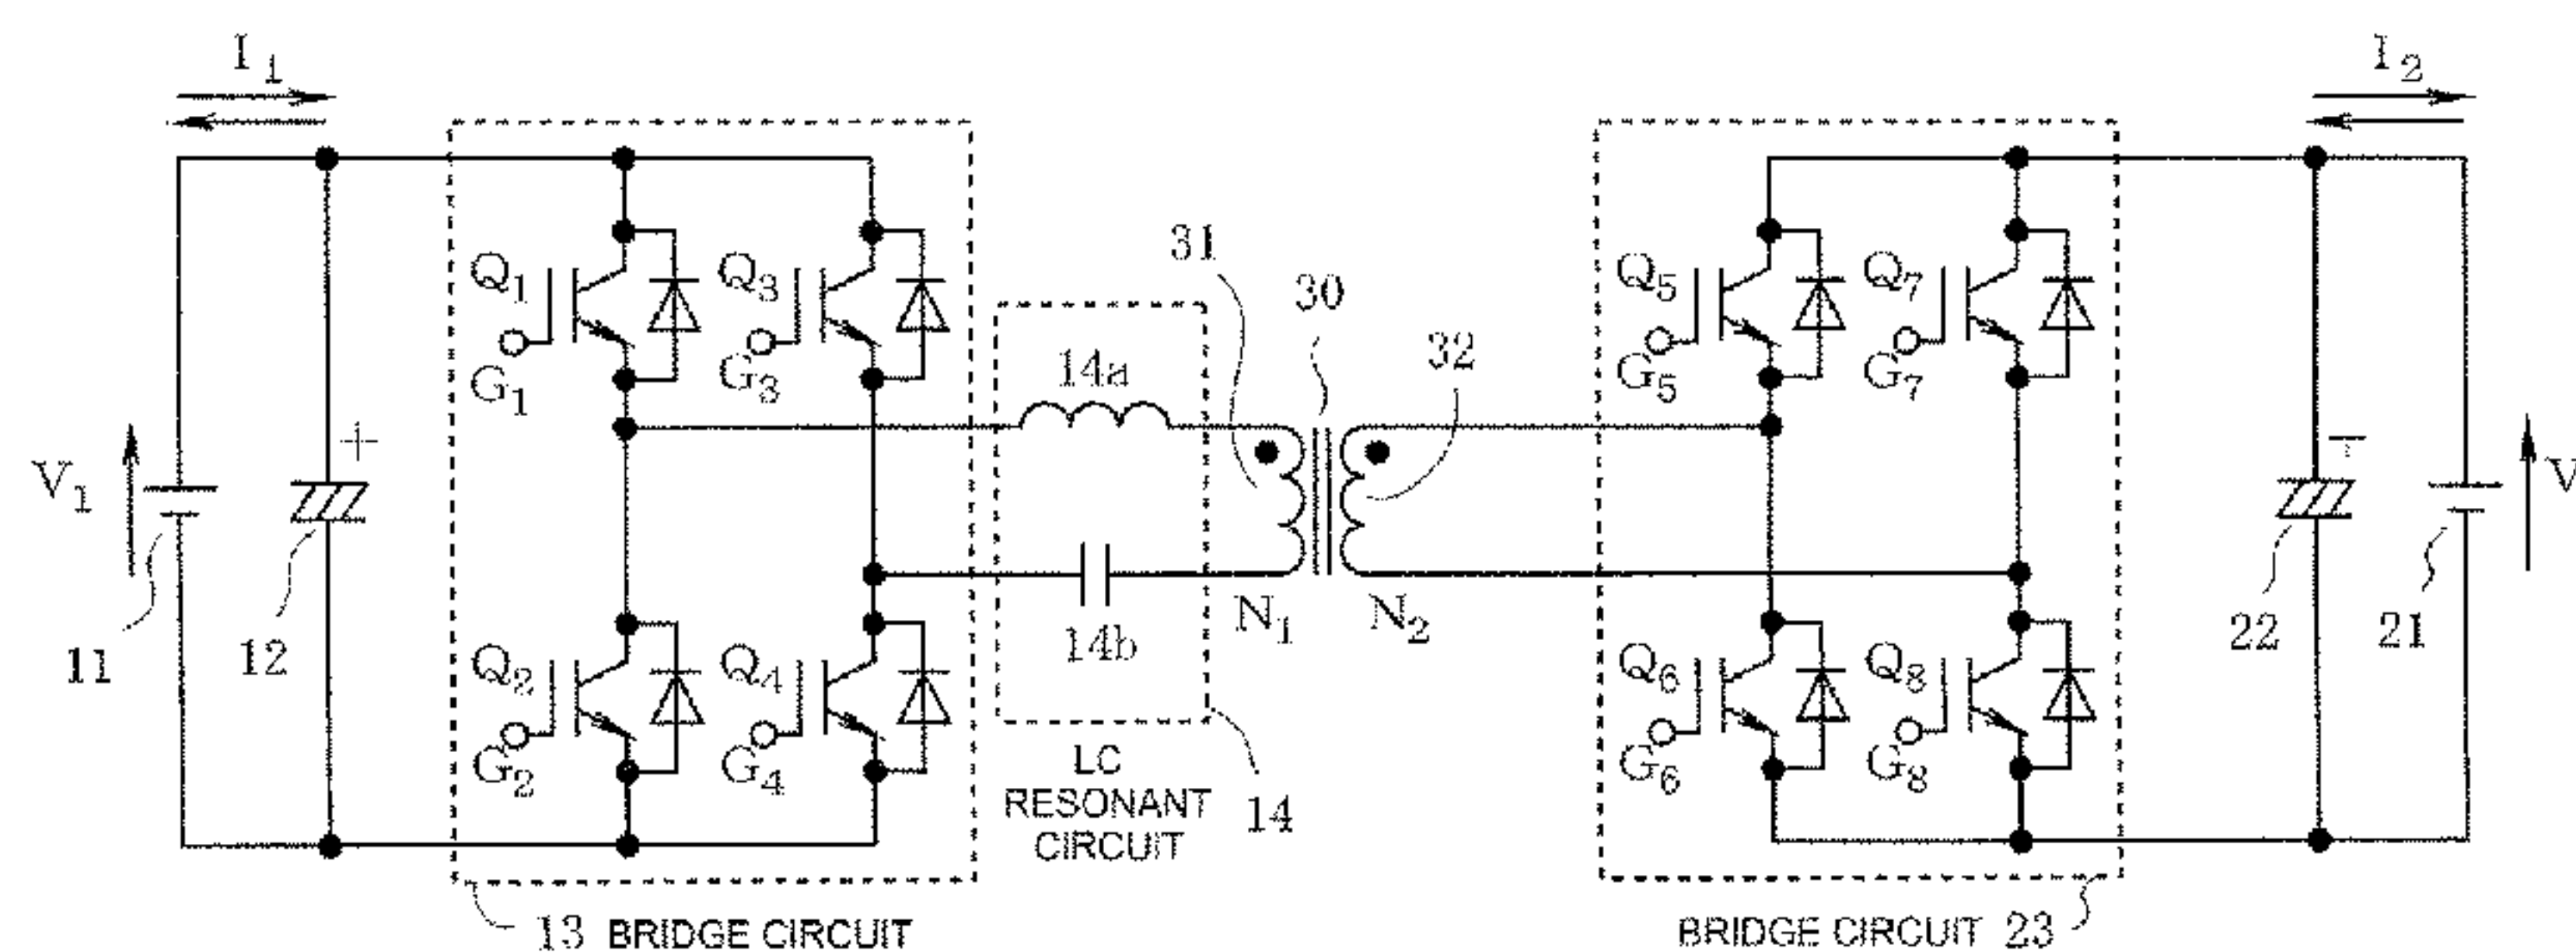 I1
I2
Q1
Q3
31
30
Q5
Q7
G1
G3
14a
32
G5
G7
V1
+
V
11
12
Q2
Q4
14b
N1
N2
Q6
Q8
22
21
G2
G4
LC
RESONANT
CIRCUIT
14
G6
G8
13 BRIDGE CIRCUIT
BRIDGE CIRCUIT 23